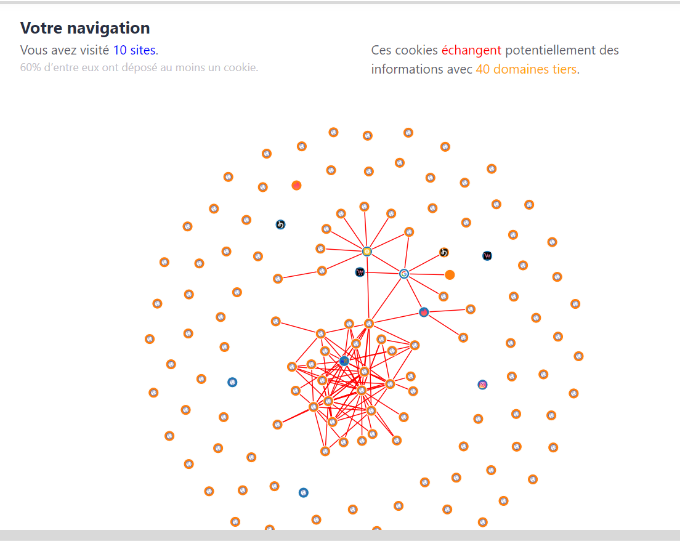 Votre navigation
Vous avez visité 10 sites.
60% d'entre eux ont déposé au moins un cookie.
Ces cookies échangent potentiellement des
informations avec 40 domaines tiers.